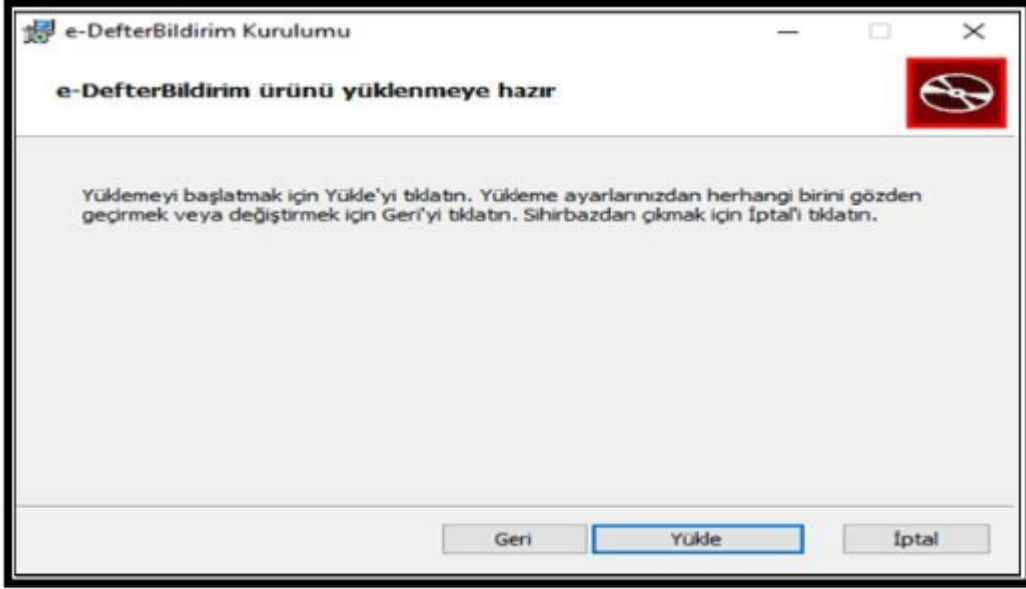 e-DefterBildirim Kurulumu
e-DefterBildirim ürünü yüklenmeye hazır
Yüklemeyi başlatmak için Yükle'yi tıklatın. Yükleme ayarlarınızdan herhangi birini gözden
geçirmek veya değiştirmek için Geri'yi tıklatın. Sihirbazdan çıkmak için İptal'i tıklatın.
Geri Yükle İptal